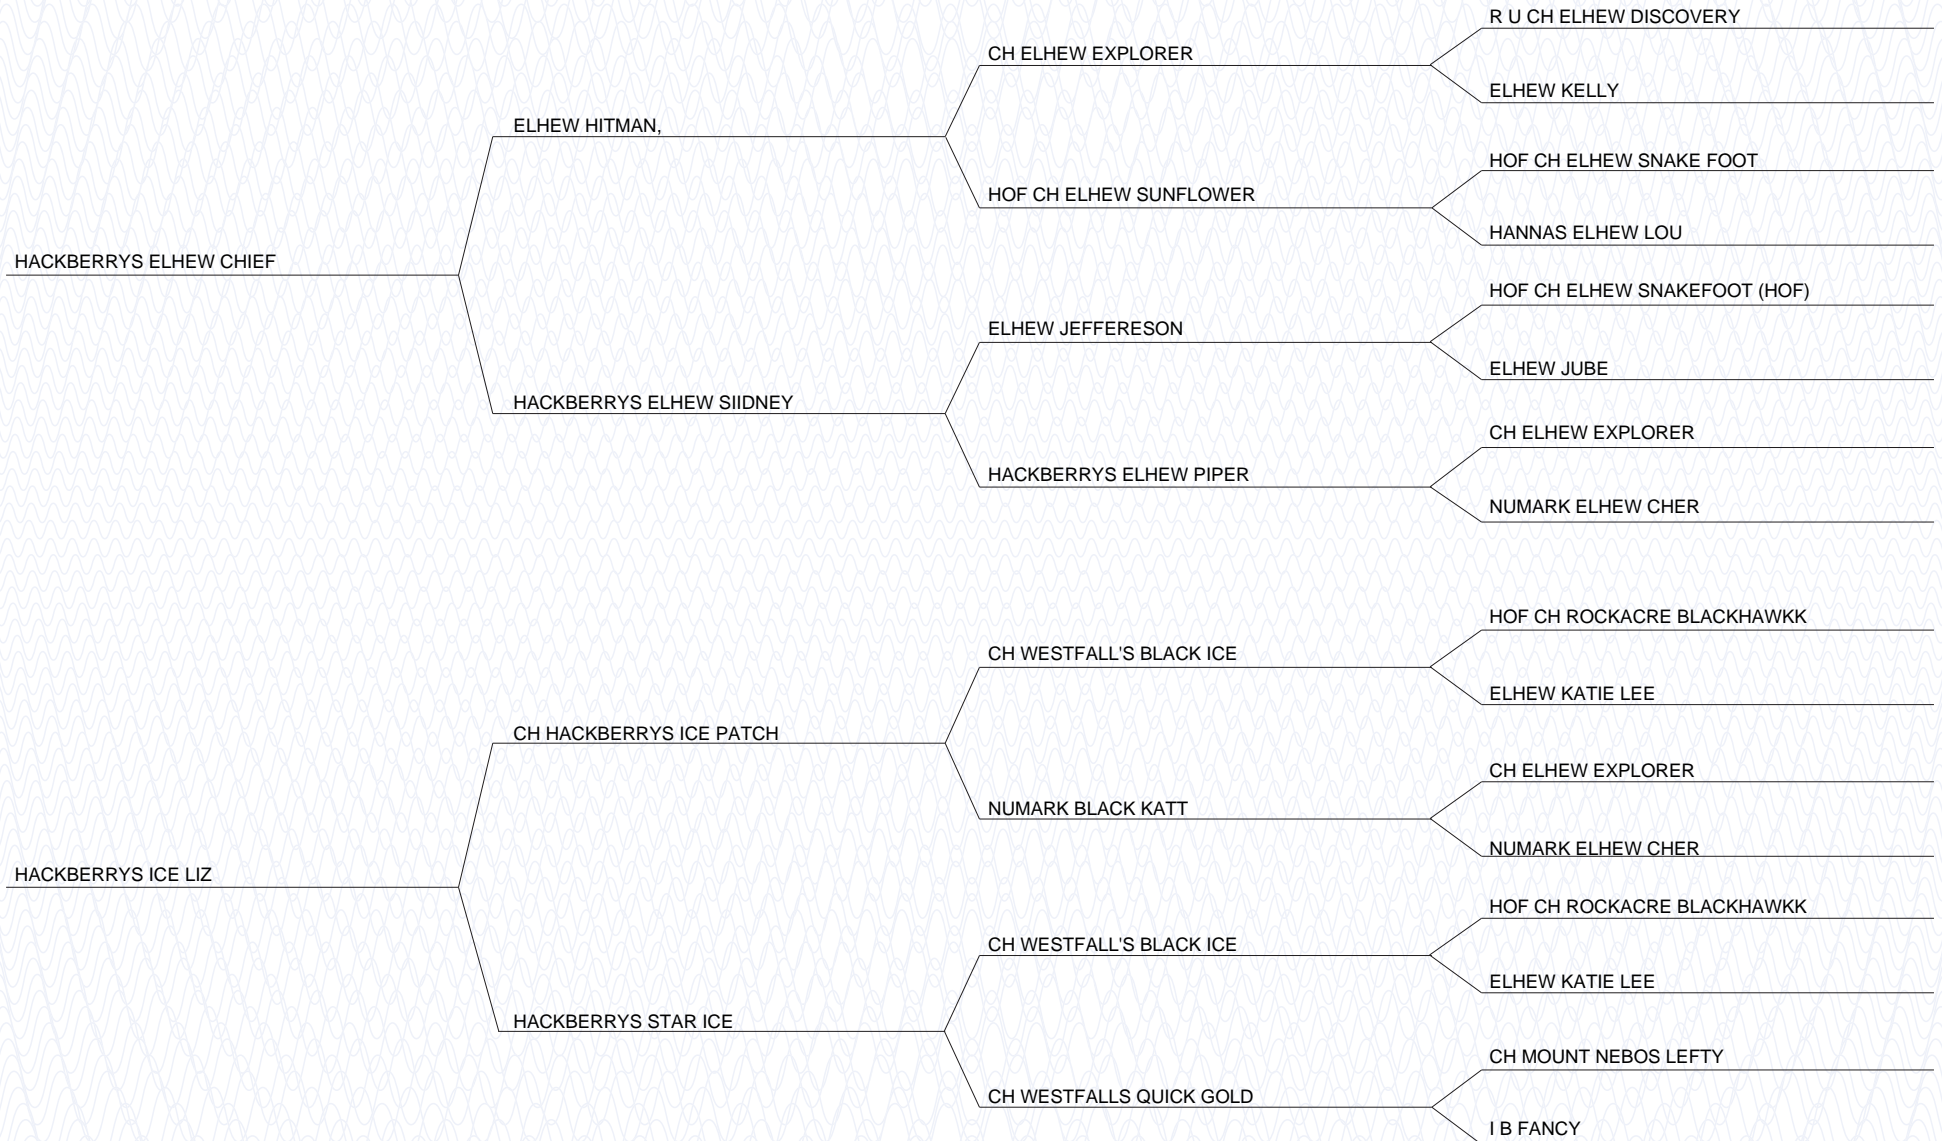 R U CH ELHEW DISCOVERY
CH ELHEW EXPLORER
ELHEW KELLY
ELHEW HITMAN,
HOF CH ELHEW SNAKE FOOT
HOF CH ELHEW SUNFLOWER
HANNAS ELHEW LOU
HACKBERRYS ELHEW CHIEF
HOF CH ELHEW SNAKEFOOT (HOF)
ELHEW JEFFERESON
ELHEW JUBE
HACKBERRYS ELHEW SIIDNEY
CH ELHEW EXPLORER
HACKBERRYS ELHEW PIPER
NUMARK ELHEW CHER
HOF CH ROCKACRE BLACKHAWKK
CH WESTFALL'S BLACK ICE
ELHEW KATIE LEE
CH HACKBERRYS ICE PATCH
CH ELHEW EXPLORER
NUMARK BLACK KATT
NUMARK ELHEW CHER
HACKBERRYS ICE LIZ
HOF CH ROCKACRE BLACKHAWKK
CH WESTFALL'S BLACK ICE
ELHEW KATIE LEE
HACKBERRYS STAR ICE
CH MOUNT NEBOS LEFTY
CH WESTFALLS QUICK GOLD
I B FANCY